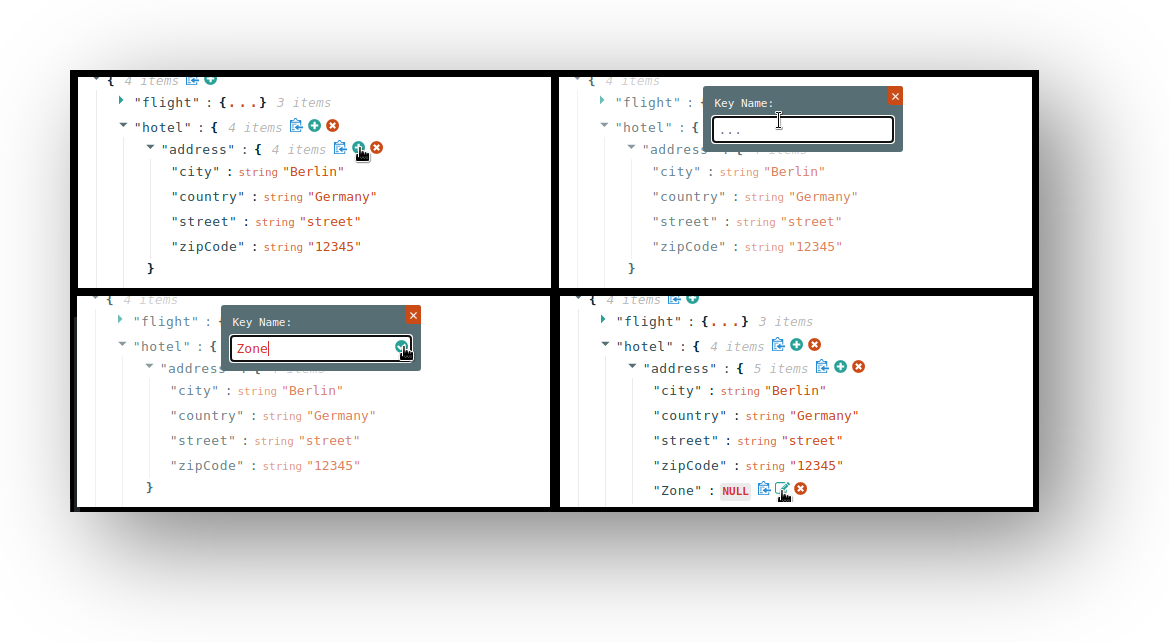 { 4 items
"flight" : {...} 3 items
"hotel" : { 4 items
"address" : { 4 items
"city" : string "Berlin"
"country" : string "Germany"
"street" : string "street"
"zipCode" : string "12345"
}
{ 4 items
"flight" : {
Key Name:
...
"hotel" : {
"address"
"city" : string "Berlin"
"country" : string "Germany"
"street" : string "street"
"zipCode" : string "12345"
}
{ 4 items
"flight" : {
Key Name:
Zone
"hotel" : {
"address
"city" : string "Berlin"
"country" : string "Germany"
"street" : string "street"
"zipCode" : string "12345"
}
{ 4 items
"flight" : {...} 3 items
"hotel" : { 4 items
"address" : { 5 items
"city" : string "Berlin"
"country" : string "Germany"
"street" : string "street"
"zipCode" : string "12345"
"Zone" : NULL